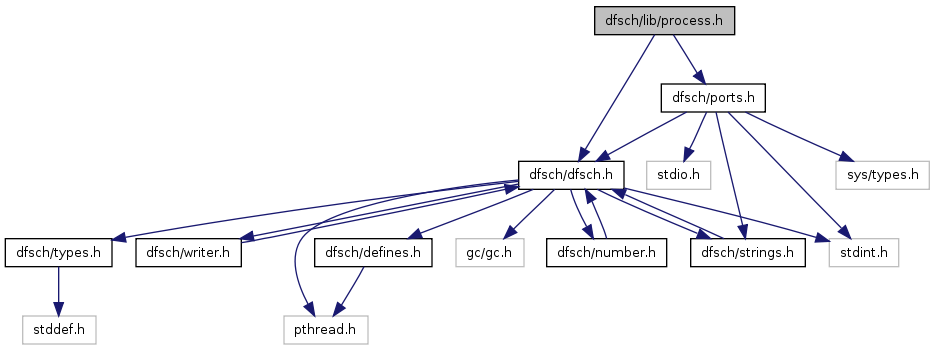 dfsch/lib/process.h
dfsch/ports.h
dfsch/dfsch.h
stdio.h
sys/types.h
dfsch/types.h
dfsch/writer.h
dfsch/defines.h
gc/gc.h
dfsch/number.h
dfsch/strings.h
stdint.h
stddef.h
pthread.h